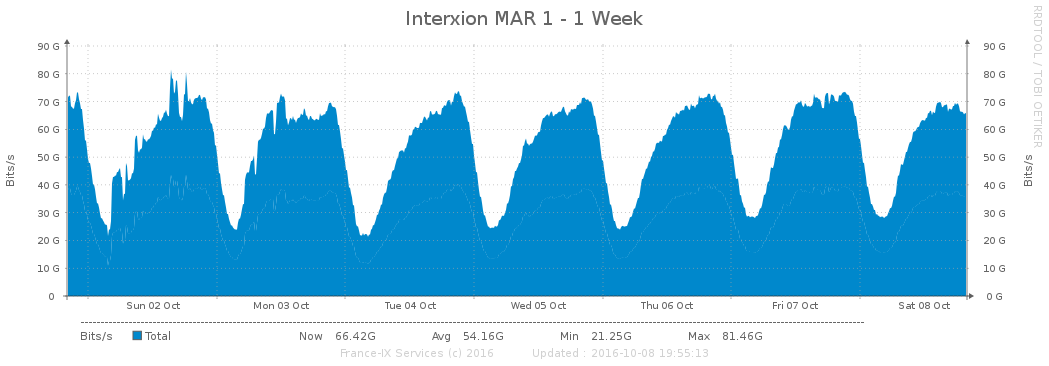 Interxion MAR 1 - 1 Week
RRDTOOL / TOBI OETIKER
90 G 90 G
80 G 80 G
70 G 70 G
60 G 60 G
50 G 50 G
40 G 40 G
30 G 30 G
20 G 20 G
10 G 10 G
0 0 G
Bits/s
Bits/s
Sun 02 Oct Mon 03 Oct Tue 04 Oct Wed 05 Oct Thu 06 Oct Fri 07 Oct Sat 08 Oct
Bits/s Total Now 66.42G Avg 54.16G Min 21.25G Max 81.46G
France-IX Services (c) 2016 Updated : 2016-10-08 19:55:13